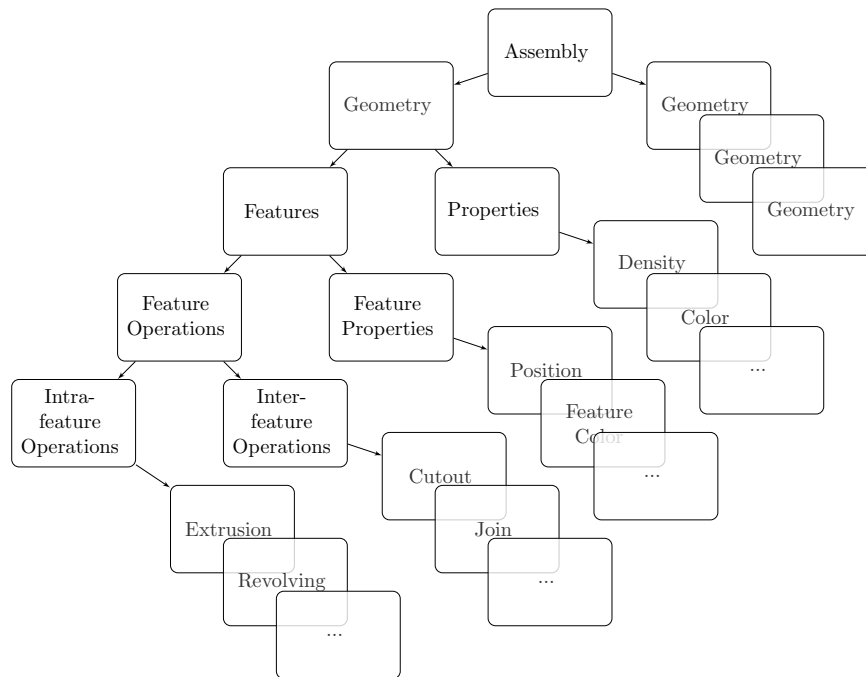 Assembly
Geometry
Geometry
Geometry
Geometry
Features
Properties
Density
Color
...
Feature
Operations
Feature
Properties
Position
Feature
Color
...
Intra-
feature
Operations
Inter-
feature
Operations
Cutout
Join
...
Extrusion
Revolving
...